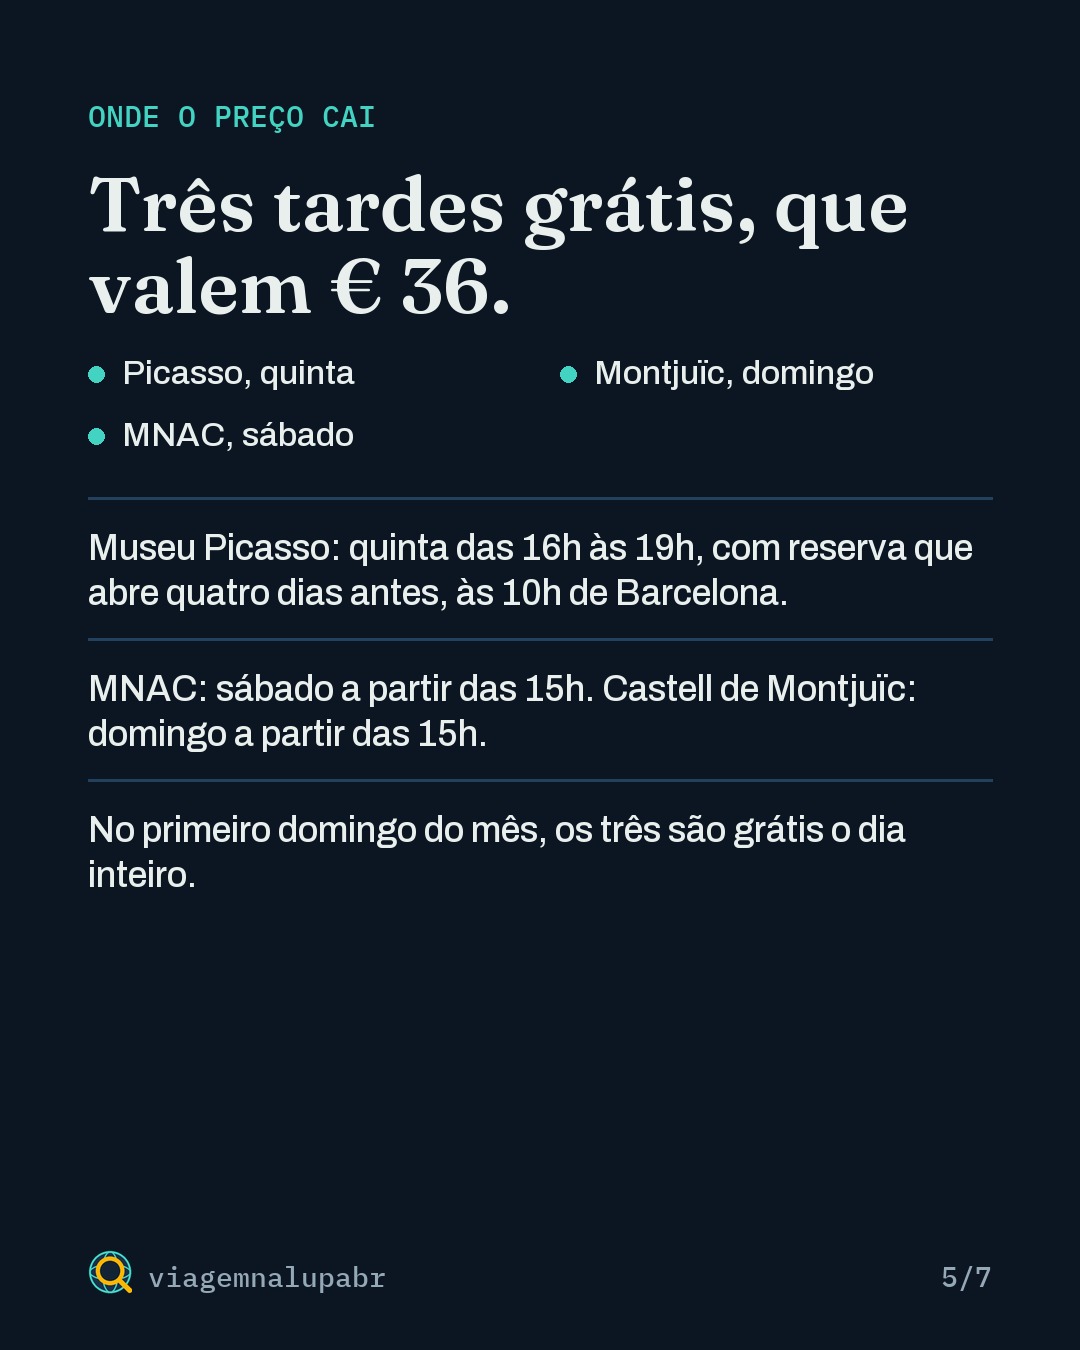 ONDE O PREÇO CAI
Três tardes grátis, que
valem € 36.
Picasso, quinta
Montjuïc, domingo
MNAC, sábado
Museu Picasso: quinta das 16h às 19h, com reserva que
abre quatro dias antes, às 10h de Barcelona.
MNAC: sábado a partir das 15h. Castell de Montjuïc:
domingo a partir das 15h.
No primeiro domingo do mês, os três são grátis o dia
inteiro.
viagemnalupabr
5/7